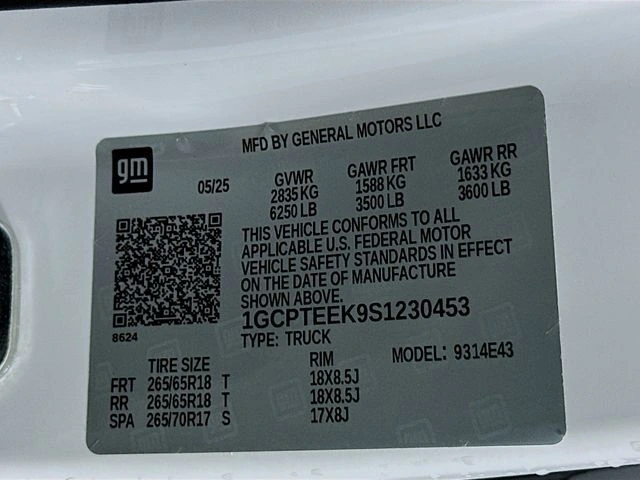 MFD BY GENERAL MOTORS LLC
gm
05/25
GVWR GAWR FRT GAWR RR
2835 KG 1588 KG 1633 KG
6250 LB 3500 LB 3600 LB
THIS VEHICLE CONFORMS TO ALL
APPLICABLE U.S. FEDERAL MOTOR
VEHICLE SAFETY STANDARDS IN EFFECT
ON THE DATE OF MANUFACTURE
SHOWN ABOVE.
8624
1GCPTEEK9S1230453
TYPE: TRUCK MODEL: 9314E43
TIRE SIZE RIM
FRT 265/65R18 T 18X8.5J
RR 265/65R18 T 18X8.5J
SPA 265/70R17 S 17X8J